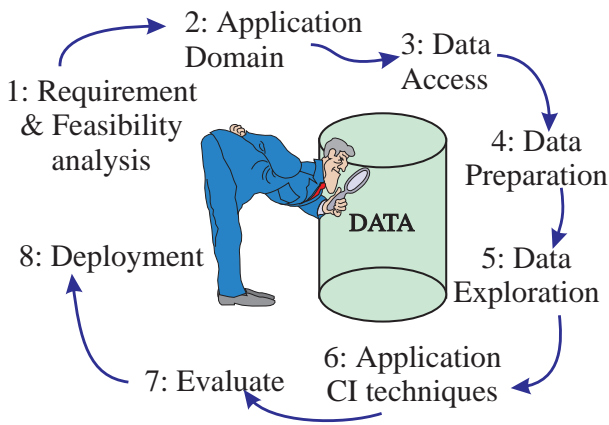 1: Requirement
& Feasibility
analysis
2: Application
Domain
3: Data
Access
4: Data
Preparation
5: Data
Exploration
6: Application
CI techniques
7: Evaluate
8: Deployment
DATA